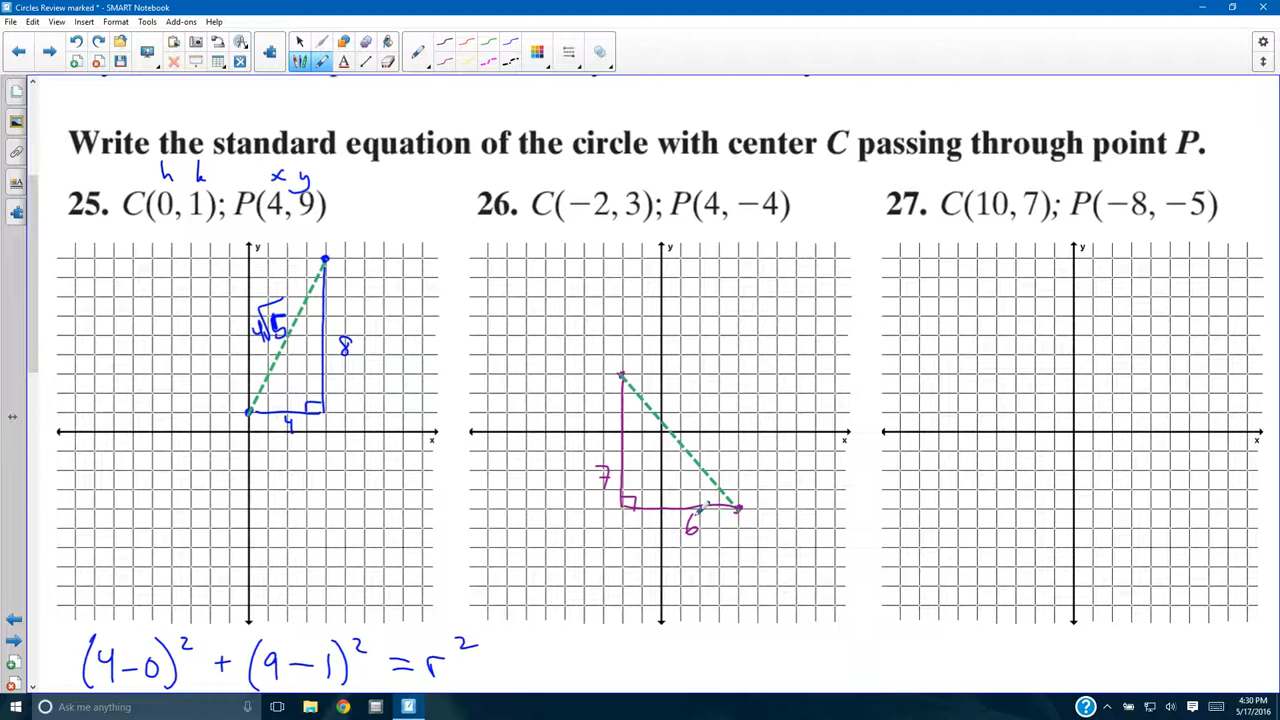 Circles Review marked * - SMART Notebook
File Edit View Insert Format Tools Add-ons Help
Write the standard equation of the circle with center C passing through point P.
h k x y
25. C(0, 1); P(4, 9) 26. C(−2, 3); P(4, −4) 27. C(10, 7); P(−8, −5)
y y y
4√5
8
4
x x x
7
6
(4−0)² + (9−1)² = r²
Ask me anything
4:30 PM
5/17/2016